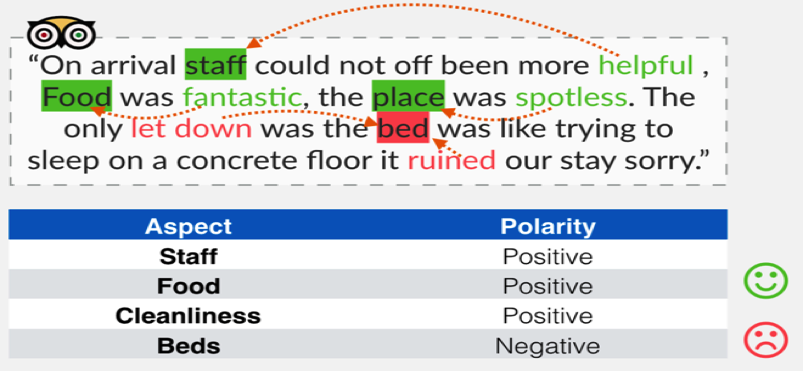 “On arrival staff could not off been more helpful ,
Food was fantastic, the place was spotless. The
only let down was the bed was like trying to
sleep on a concrete floor it ruined our stay sorry.”
Aspect Polarity
Staff Positive
Food Positive
Cleanliness Positive
Beds Negative